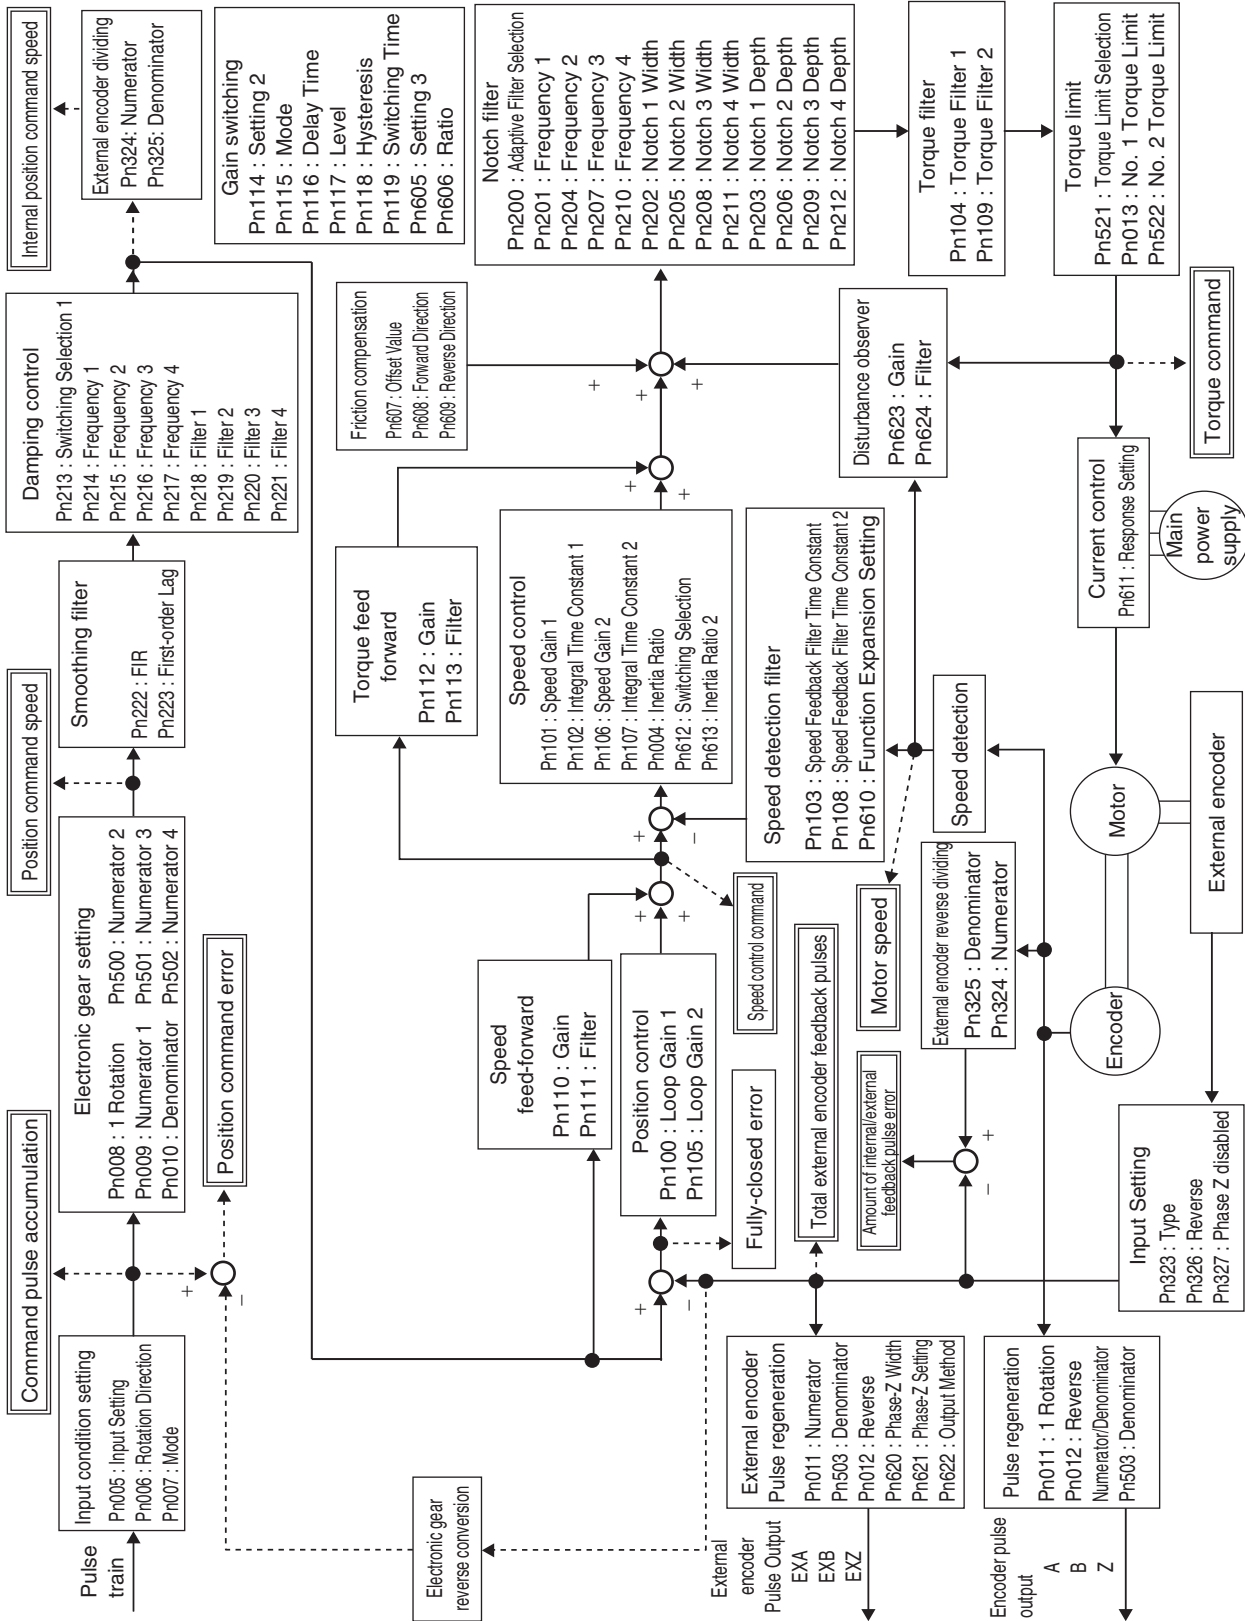 Pulse
train
Input condition setting
Pn005 : Input Setting
Pn006 : Rotation Direction
Pn007 : Mode
Command pulse accumulation
Electronic gear setting
Pn008 : 1 Rotation Pn500 : Numerator 2
Pn009 : Numerator 1 Pn501 : Numerator 3
Pn010 : Denominator Pn502 : Numerator 4
Position command speed
Smoothing filter
Pn222 : FIR
Pn223 : First-order Lag
Damping control
Pn213 : Switching Selection 1
Pn214 : Frequency 1
Pn215 : Frequency 2
Pn216 : Frequency 3
Pn217 : Frequency 4
Pn218 : Filter 1
Pn219 : Filter 2
Pn220 : Filter 3
Pn221 : Filter 4
Internal position command speed
External encoder dividing
Pn324: Numerator
Pn325: Denominator
+
−
Position command error
Electronic gear
reverse conversion
Gain switching
Pn114 : Setting 2
Pn115 : Mode
Pn116 : Delay Time
Pn117 : Level
Pn118 : Hysteresis
Pn119 : Switching Time
Pn605 : Setting 3
Pn606 : Ratio
Speed
feed-forward
Pn110 : Gain
Pn111 : Filter
Torque feed
forward
Pn112 : Gain
Pn113 : Filter
Friction compensation
Pn607 : Offset Value
Pn608 : Forward Direction
Pn609 : Reverse Direction
Notch filter
Pn200 : Adaptive Filter Selection
Pn201 : Frequency 1
Pn204 : Frequency 2
Pn207 : Frequency 3
Pn210 : Frequency 4
Pn202 : Notch 1 Width
Pn205 : Notch 2 Width
Pn208 : Notch 3 Width
Pn211 : Notch 4 Width
Pn203 : Notch 1 Depth
Pn206 : Notch 2 Depth
Pn209 : Notch 3 Depth
Pn212 : Notch 4 Depth
+
−
Position control
Pn100 : Loop Gain 1
Pn105 : Loop Gain 2
+
+
+
−
Speed control
Pn101 : Speed Gain 1
Pn102 : Integral Time Constant 1
Pn106 : Speed Gain 2
Pn107 : Integral Time Constant 2
Pn004 : Inertia Ratio
Pn612 : Switching Selection
Pn613 : Inertia Ratio 2
+
+
+
+
+
Fully-closed error
Speed control command
Speed detection filter
Pn103 : Speed Feedback Filter Time Constant
Pn108 : Speed Feedback Filter Time Constant 2
Pn610 : Function Expansion Setting
Disturbance observer
Pn623 : Gain
Pn624 : Filter
Torque filter
Pn104 : Torque Filter 1
Pn109 : Torque Filter 2
External
encoder
Pulse Output
EXA
EXB
EXZ
External encoder
Pulse regeneration
Pn011 : Numerator
Pn503 : Denominator
Pn012 : Reverse
Pn620 : Phase-Z Width
Pn621 : Phase-Z Setting
Pn622 : Output Method
Total external encoder feedback pulses
Amount of internal/external
feedback pulse error
Motor speed
External encoder reverse dividing
Pn325 : Denominator
Pn324 : Numerator
−
+
Speed detection
Torque limit
Pn521 : Torque Limit Selection
Pn013 : No. 1 Torque Limit
Pn522 : No. 2 Torque Limit
Torque command
Encoder pulse
output
A
B
Z
Pulse regeneration
Pn011 : 1 Rotation
Pn012 : Reverse
Numerator/Denominator
Pn503 : Denominator
Input Setting
Pn323 : Type
Pn326 : Reverse
Pn327 : Phase Z disabled
Encoder
Motor
External encoder
Current control
Pn611 : Response Setting
Main
power
supply